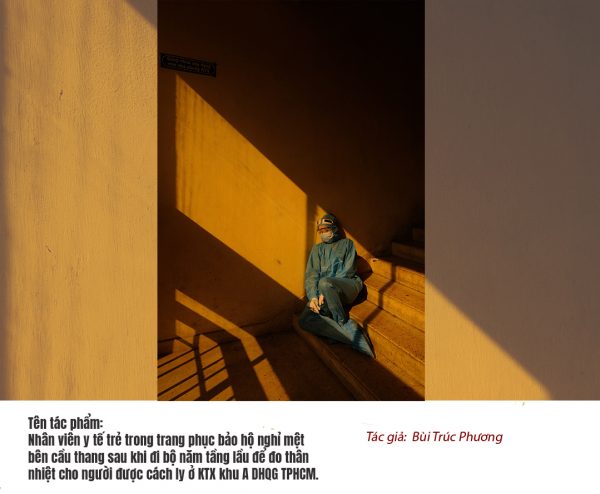 Tên tác phẩm:
Nhân viên y tế trẻ trong trang phục bảo hộ nghỉ mệt
bên cầu thang sau khi đi bộ năm tầng lầu để đo thân
nhiệt cho người được cách ly ở KTX khu A DHQG TPHCM.
Tác giả: Bùi Trúc Phương